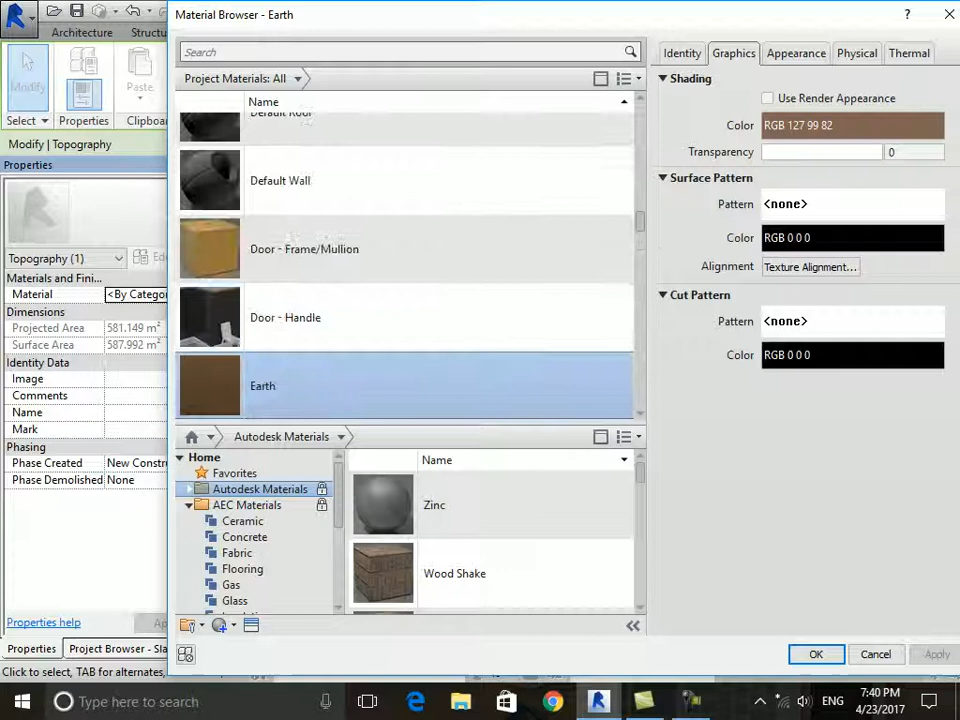 Material Browser - Earth
?
Architecture
Structu
Modify
Paste
Select
Properties
Clipboa
Modify | Topography
Properties
Topography (1)
Ed
Materials and Fini...
Material
<By Catego
Dimensions
Projected Area
581.149 m²
Surface Area
587.992 m²
Identity Data
Image
Comments
Name
Mark
Phasing
Phase Created
New Constr
Phase Demolished
None
Properties help
Ap
Properties
Project Browser - Sla
Click to select, TAB for alternates,
Search
Project Materials: All
Name
Default Roof
Default Wall
Door - Frame/Mullion
Door - Handle
Earth
Autodesk Materials
Home
Favorites
Autodesk Materials
AEC Materials
Ceramic
Concrete
Fabric
Flooring
Gas
Glass
Name
Zinc
Wood Shake
Identity
Graphics
Appearance
Physical
Thermal
Shading
Use Render Appearance
Color
RGB 127 99 82
Transparency
0
Surface Pattern
Pattern
<none>
Color
RGB 0 0 0
Alignment
Texture Alignment...
Cut Pattern
Pattern
<none>
Color
RGB 0 0 0
OK
Cancel
Apply
Type here to search
ENG
7:40 PM
4/23/2017